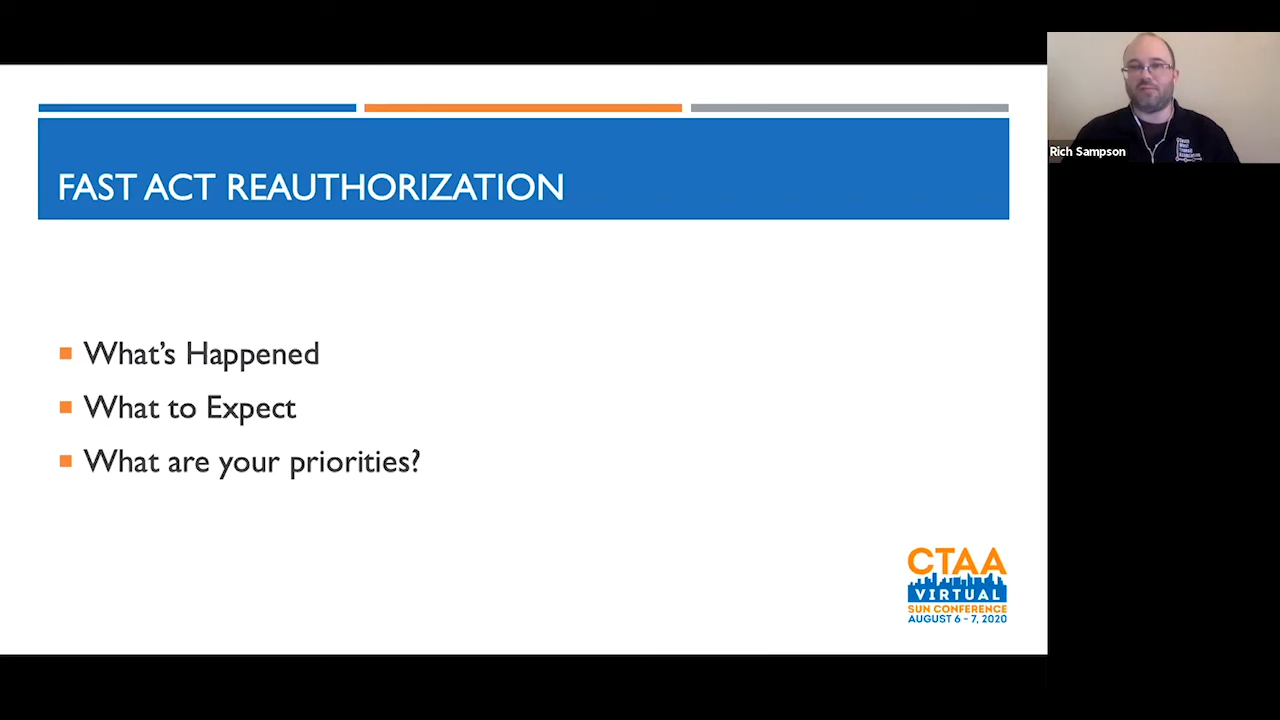 FAST ACT REAUTHORIZATION
What's Happened
What to Expect
What are your priorities?
CTAA
VIRTUAL
SUN CONFERENCE
AUGUST 6 - 7, 2020
Rich Sampson